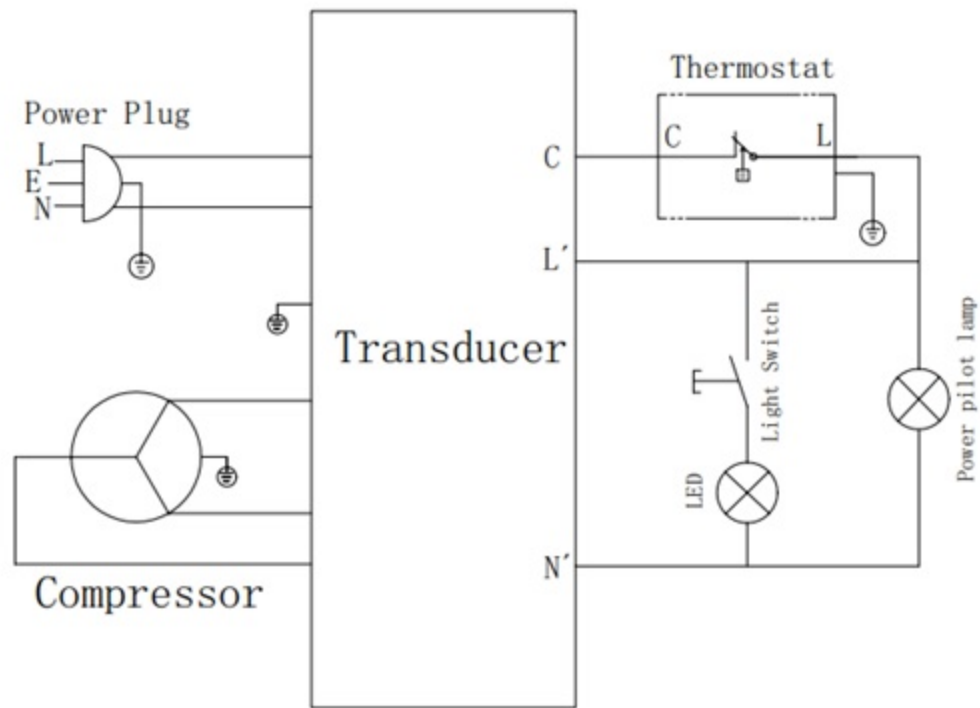 Power Plug
L
E
N
Compressor
Transducer
C
L´
N´
Thermostat
C
L
Light Switch
LED
Power pilot lamp